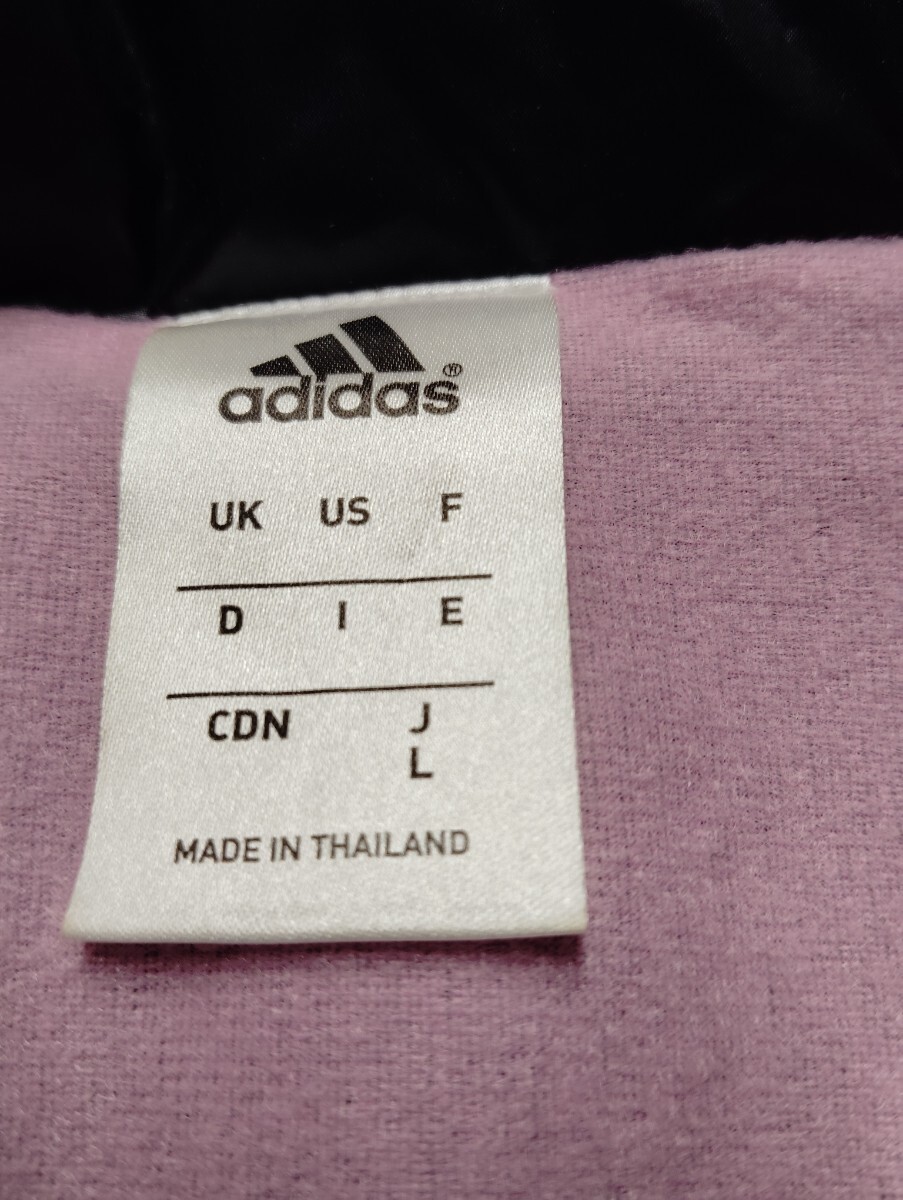 adidas®
UK US F
D I E
CDN J
L
MADE IN THAILAND